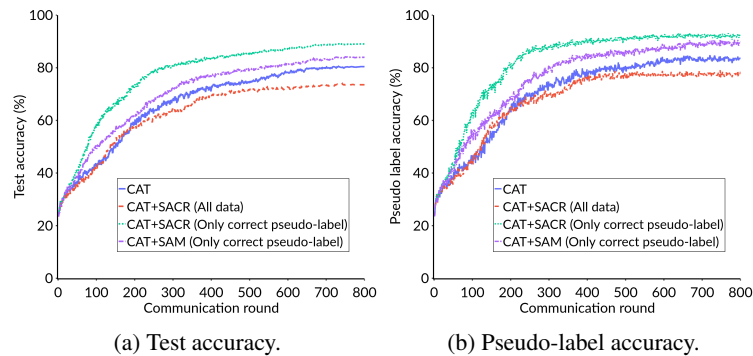 100
80
60
40
20
0
Test accuracy (%)
CAT
CAT+SACR (All data)
CAT+SACR (Only correct pseudo-label)
CAT+SAM (Only correct pseudo-label)
0 100 200 300 400 500 600 700 800
Communication round
(a) Test accuracy.
100
80
60
40
20
0
Pseudo label accuracy (%)
CAT
CAT+SACR (All data)
CAT+SACR (Only correct pseudo-label)
CAT+SAM (Only correct pseudo-label)
0 100 200 300 400 500 600 700 800
Communication round
(b) Pseudo-label accuracy.